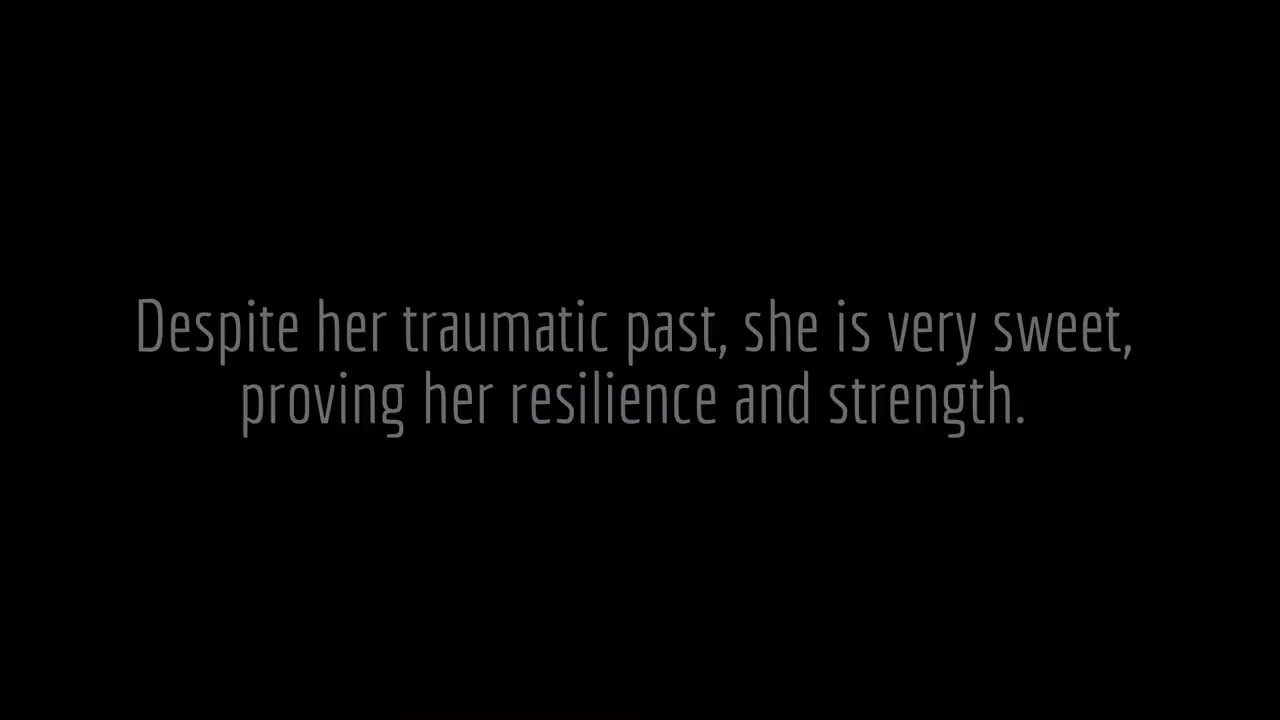 Despite her traumatic past, she is very sweet,
proving her resilience and strength.